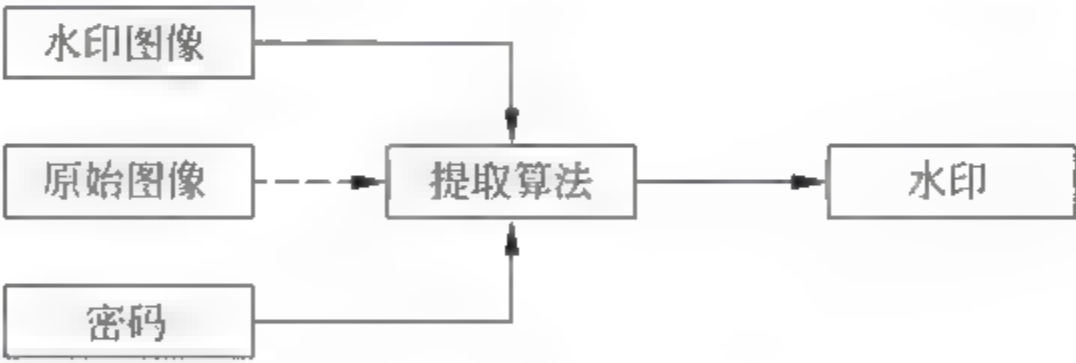 水印图像
原始图像
提取算法
水印
密码